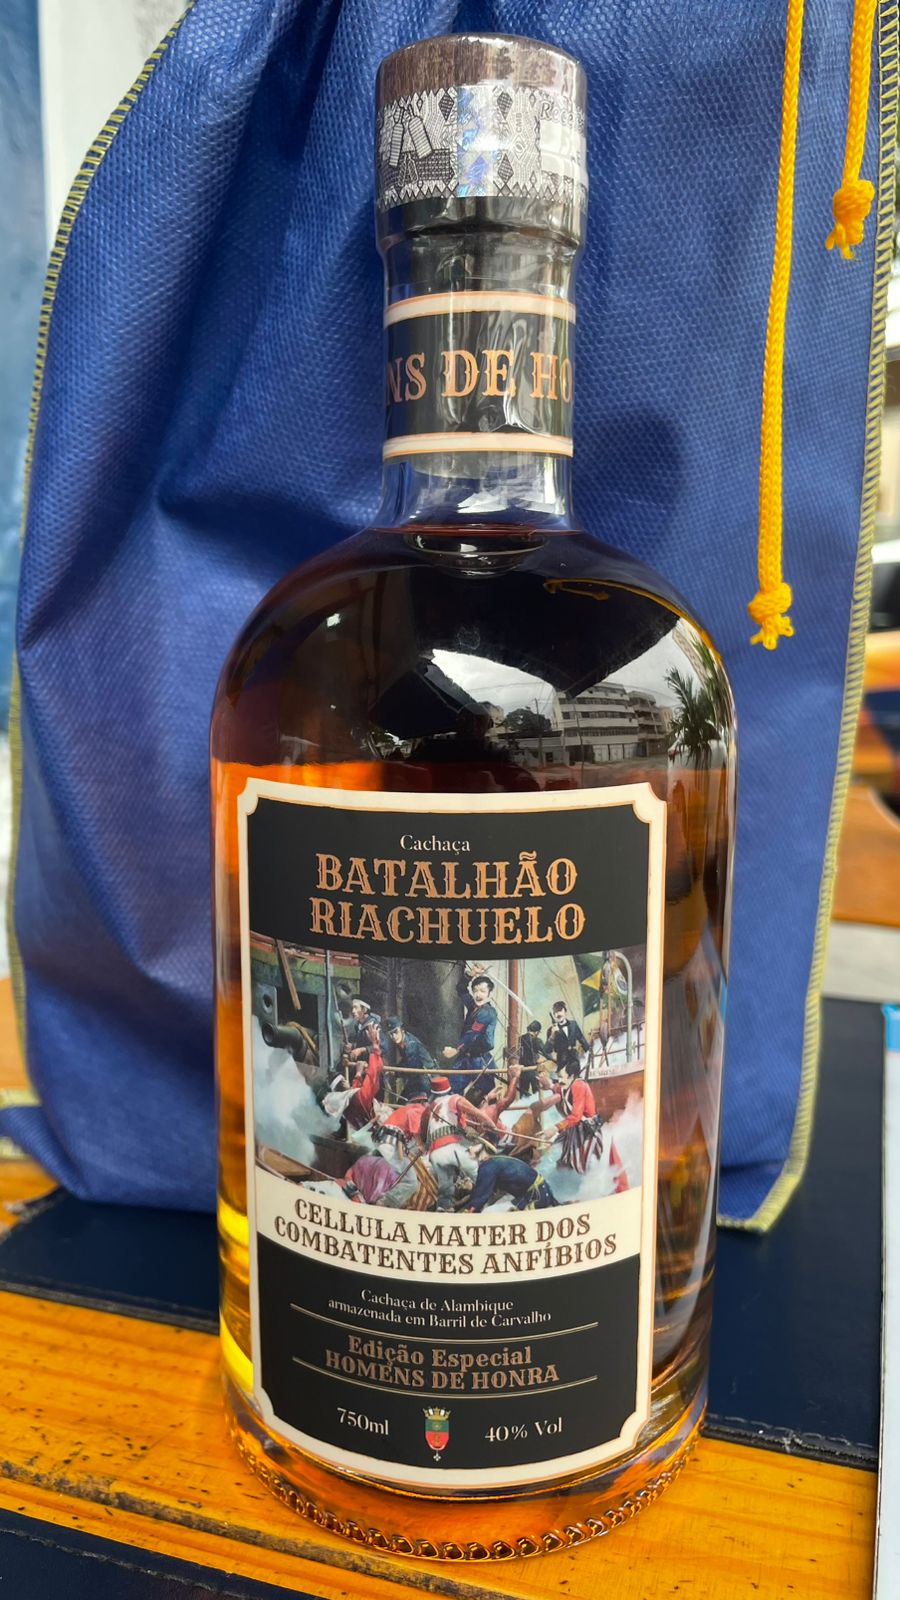 NS DE HO
Cachaça
BATALHÃO
RIACHUELO
CELLULA MATER DOS
COMBATENTES ANFÍBIOS
Cachaça de Alambique
armazenada em Barril de Carvalho
Edição Especial
HOMENS DE HONRA
750ml 40% Vol